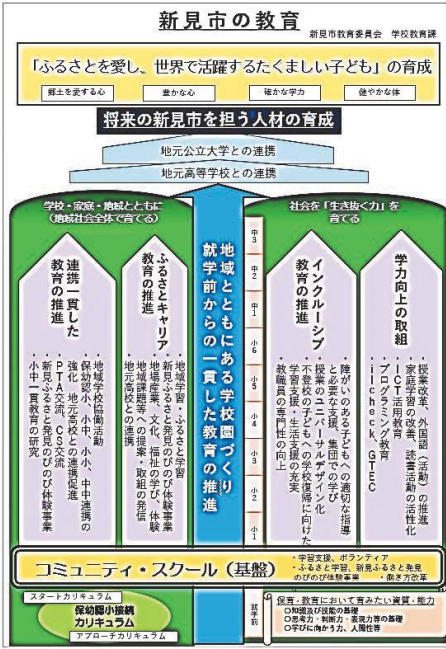 新見市の教育
新見市教育委員会　学校教育課
「ふるさとを愛し、世界で活躍するたくましい子ども」の育成
郷土を愛する心
豊かな心
確かな学力
健やかな体
将来の新見市を担う人材の育成
地元公立大学との連携
地元高等学校との連携
学校・家庭・地域とともに
(地域社会全体で育てる)
連携一貫した
教育の推進
・地域学校協働活動
・保幼認小、小中、小小、中中連携の
強化　地元高校との連携促進
・PTA交流、CS交流
・新見ふるさと発見のびのび体験事業
・小中一貫教育の研究
ふるさとキャリア
教育の推進
・地域学習・ふるさと学習
・新見ふるさと発見のびのび体験事業
・地場産業、文化、福祉の学び、体験
・地域課題等への提案・取組の発信
・地元高校との連携
地域とともにある学校園づくり
就学前からの一貫した教育の推進
中3
中2
中1
小6
小5
小4
小3
小2
小1
就学前
社会を「生き抜く力」を
育てる
インクルーシブ
教育の推進
・障がいのある子どもへの適切な指導
と必要な支援、集団での学び
・授業のユニバーサルデザイン化
・不登校の子どもへの学校復帰に向けた
学習支援・生活支援の充実
・教職員の専門性の向上
学力向上の取組
・授業改革、外国語（活動）の推進
・家庭学習の改善、読書活動の活性化
・ICT活用教育
・プログラミング教育
・ilcheck、GTEC
コミュニティ・スクール（基盤）
・学習支援、ボランティア
・ふるさと学習、新見ふるさと発見
のびのび体験事業
・働き方改革
スタートカリキュラム
保幼認小接続
カリキュラム
アプローチカリキュラム
保育・教育において育みたい資質・能力
○知識及び技能の基礎
○思考力・判断力・表現力等の基礎
○学びに向かう力、人間性等